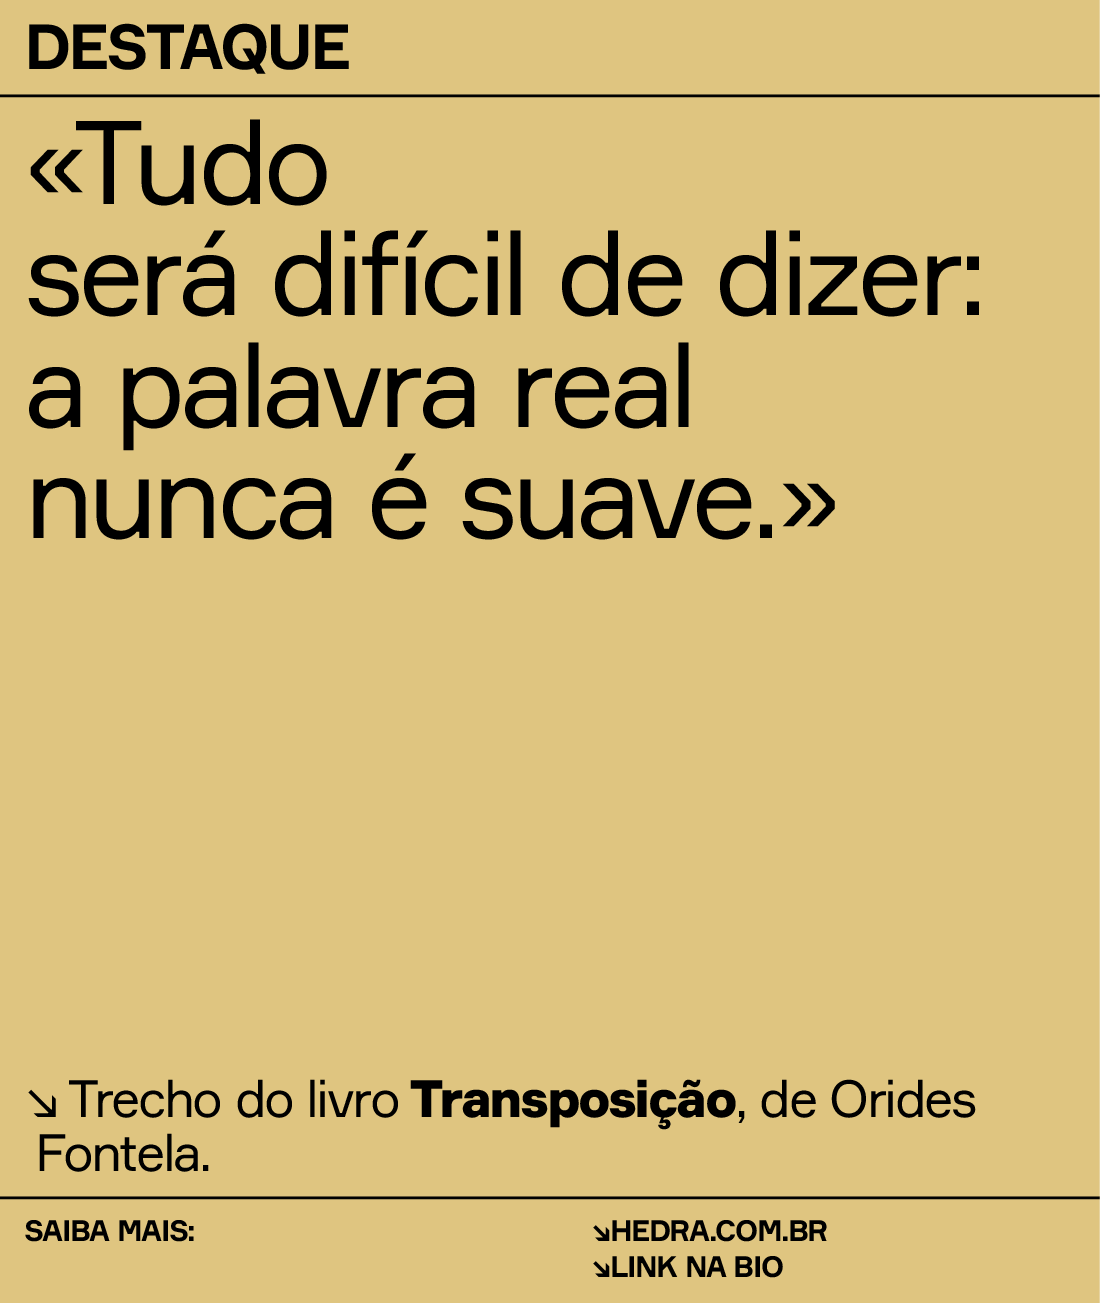 DESTAQUE
«Tudo
será difícil de dizer:
a palavra real
nunca é suave.»
↘ Trecho do livro Transposição, de Orides
Fontela.
SAIBA MAIS:
↘HEDRA.COM.BR
↘LINK NA BIO